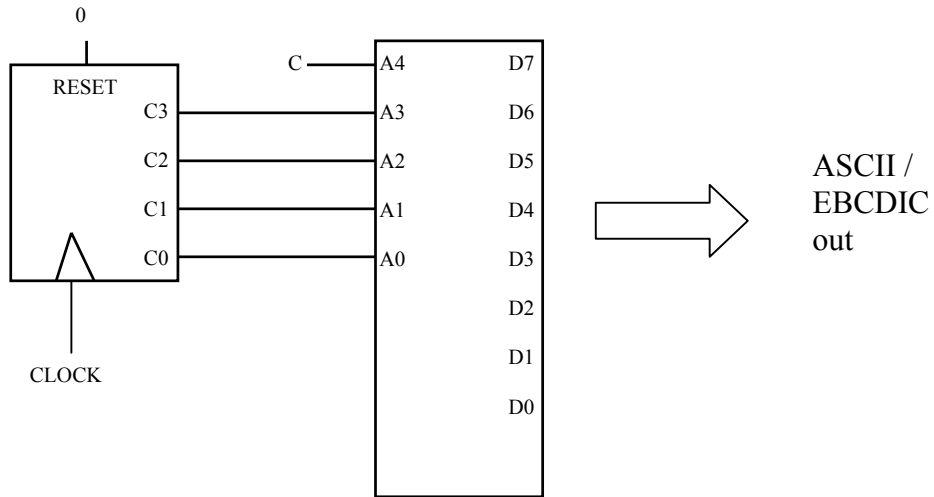 0
RESET
C3
C2
C1
C0
CLOCK
C
A4
A3
A2
A1
A0
D7
D6
D5
D4
D3
D2
D1
D0
ASCII /
EBCDIC
out